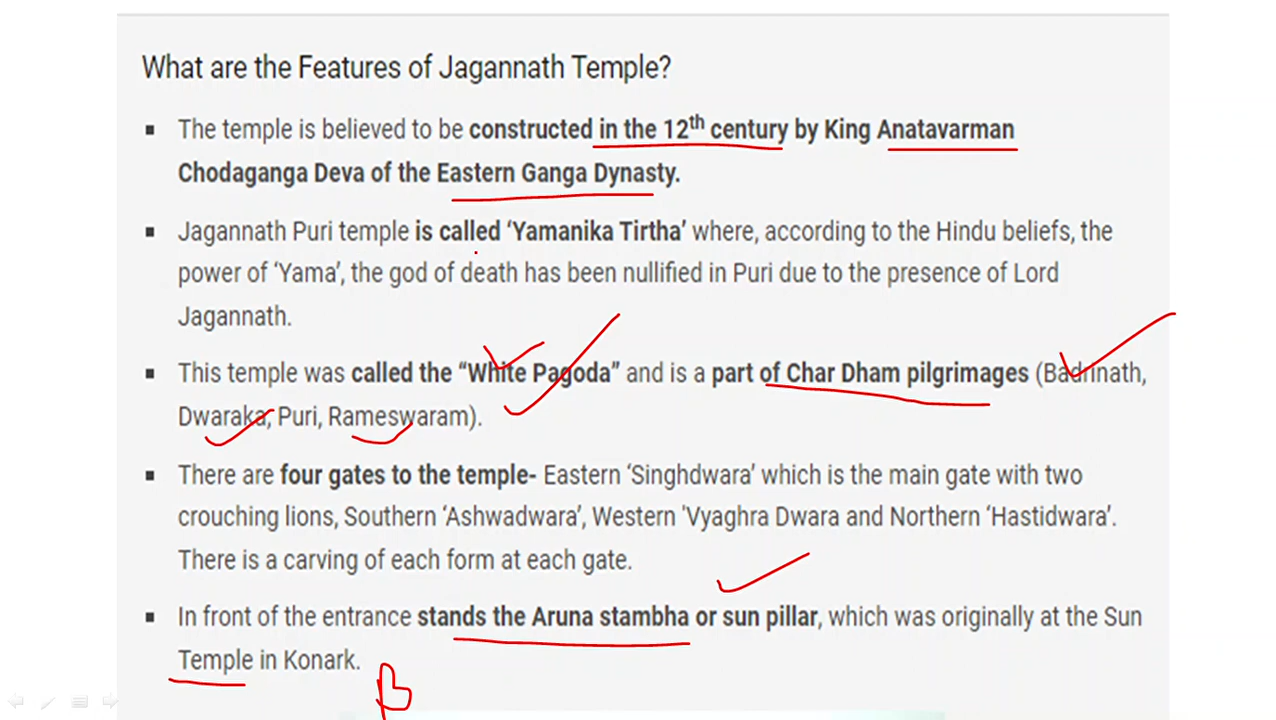 What are the Features of Jagannath Temple?
▪ The temple is believed to be constructed in the 12th century by King Anatavarman
Chodaganga Deva of the Eastern Ganga Dynasty.
▪ Jagannath Puri temple is called ‘Yamanika Tirtha’ where, according to the Hindu beliefs, the
power of ‘Yama’, the god of death has been nullified in Puri due to the presence of Lord
Jagannath.
▪ This temple was called the “White Pagoda” and is a part of Char Dham pilgrimages (Badrinath,
Dwaraka, Puri, Rameswaram).
▪ There are four gates to the temple- Eastern ‘Singhdwara’ which is the main gate with two
crouching lions, Southern ‘Ashwadwara’, Western 'Vyaghra Dwara and Northern ‘Hastidwara’.
There is a carving of each form at each gate.
▪ In front of the entrance stands the Aruna stambha or sun pillar, which was originally at the Sun
Temple in Konark.